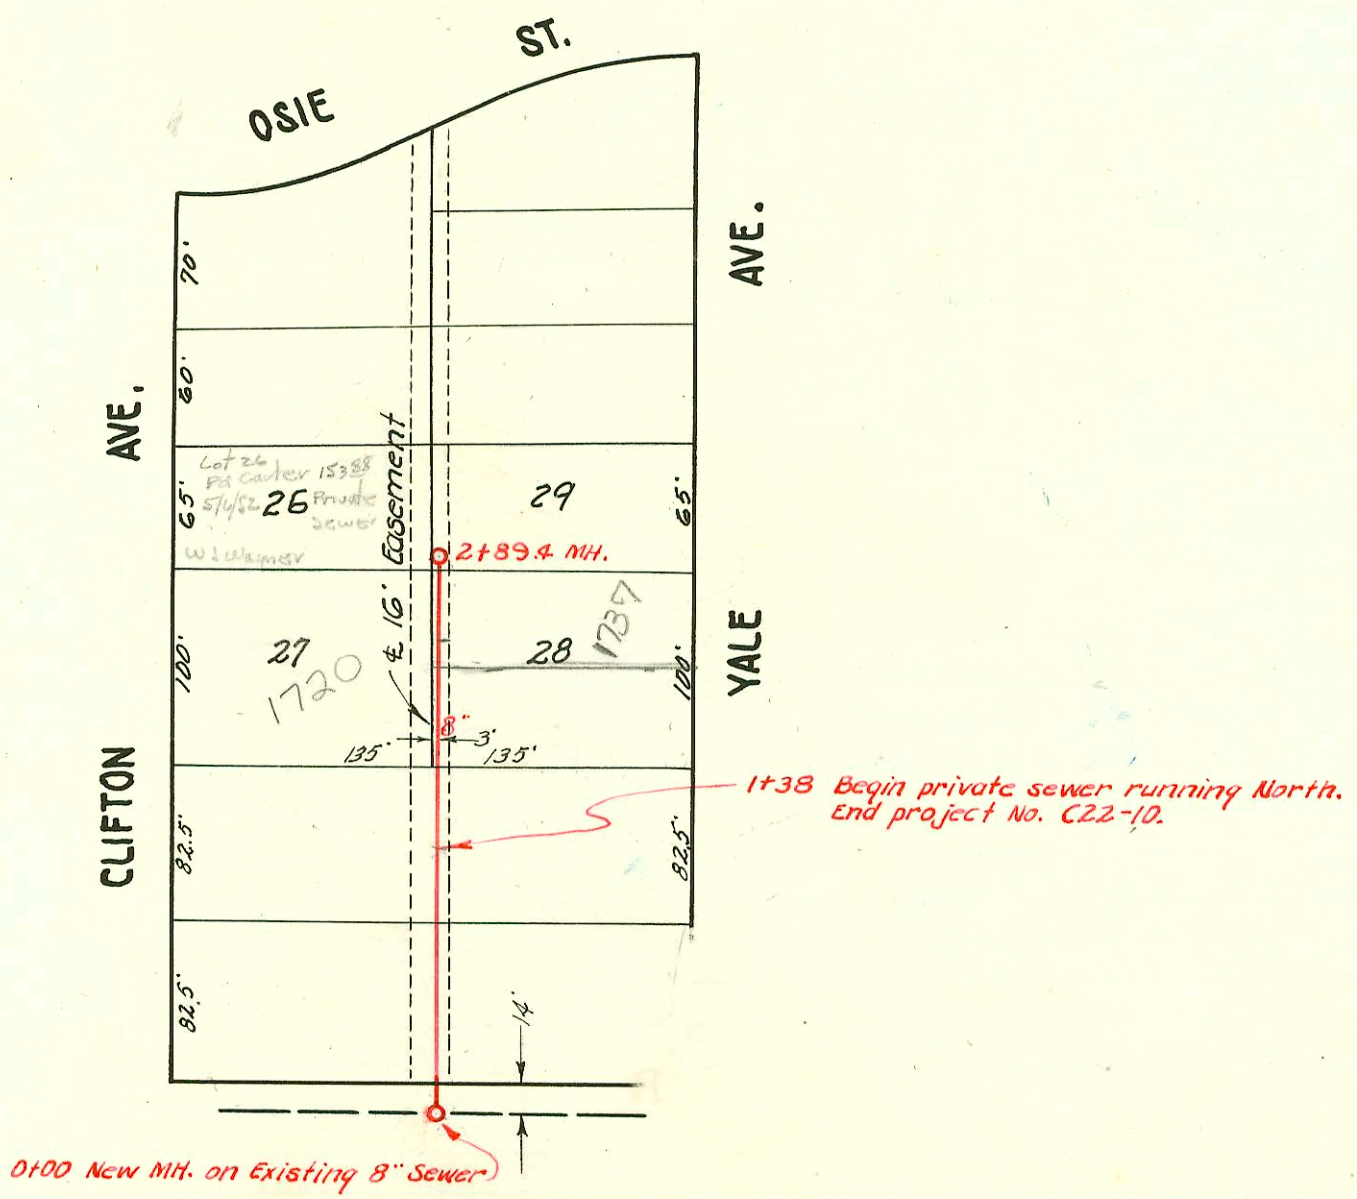 OSIE ST.
CLIFTON AVE.
YALE AVE.
70'
60'
65'
100'
82.5'
82.5'
65'
100'
82.5'
Lot 26
Pd Carter 153 88
5/6/52 26 Private
Sewer
29
27
1720
28
1737
℄ 16' Easement
2+89.4 MH.
8"
3'
135'
135'
1+38 Begin private sewer running North.
End project No. C22-10.
14'
0+00 New MH. on Existing 8" Sewer